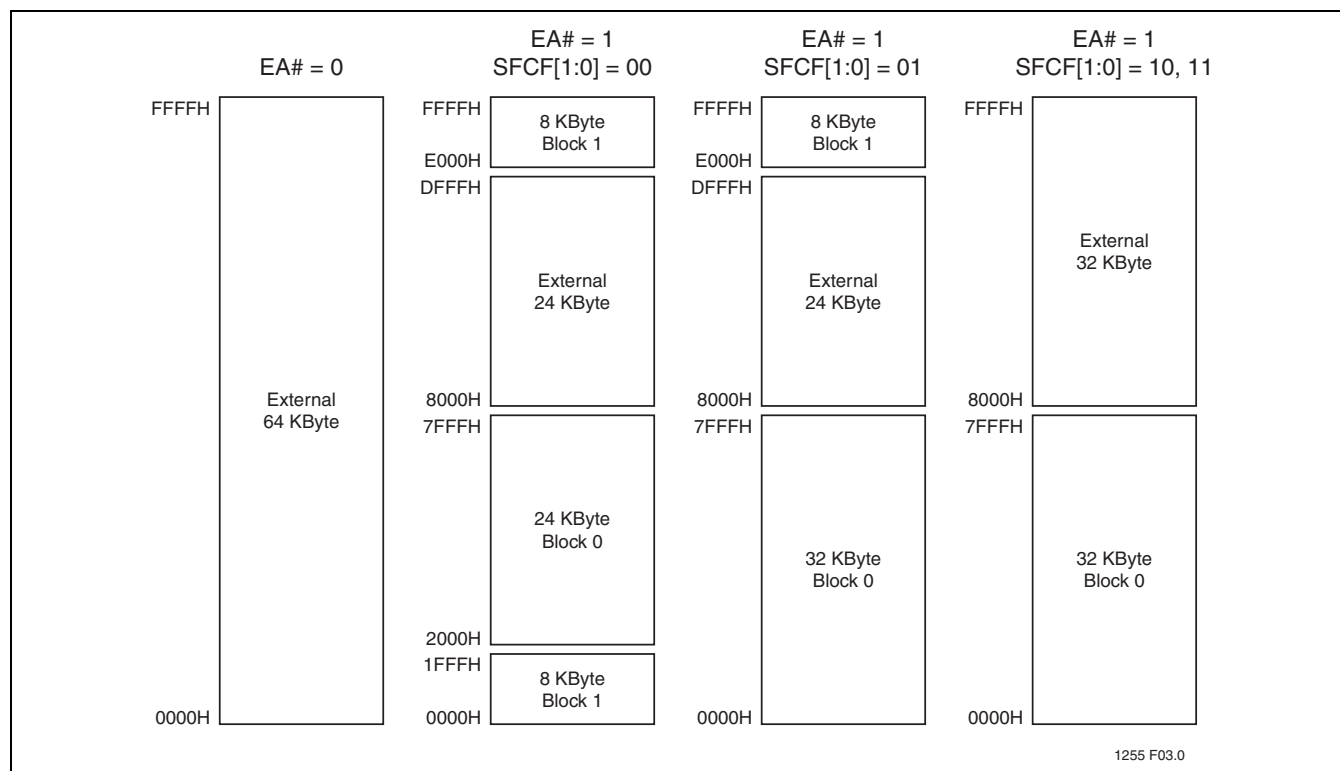 EA# = 0
FFFFH
External
64 KByte
0000H
EA# = 1
SFCF[1:0] = 00
FFFFH
8 KByte
Block 1
E000H
DFFFH
External
24 KByte
8000H
7FFFH
24 KByte
Block 0
2000H
1FFFH
8 KByte
Block 1
0000H
EA# = 1
SFCF[1:0] = 01
FFFFH
8 KByte
Block 1
E000H
DFFFH
External
24 KByte
8000H
7FFFH
32 KByte
Block 0
0000H
EA# = 1
SFCF[1:0] = 10, 11
FFFFH
External
32 KByte
8000H
7FFFH
32 KByte
Block 0
0000H
1255 F03.0